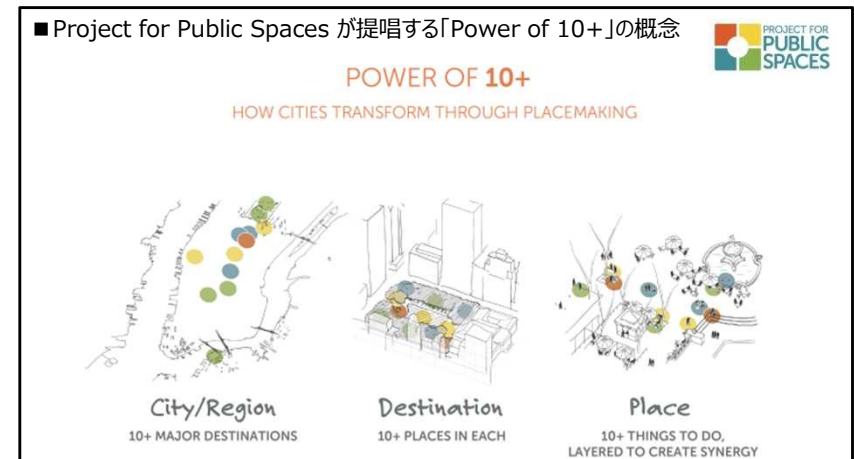 ■Project for Public Spaces が提唱する「Power of 10+」の概念
PROJECT FOR
PUBLIC
SPACES
POWER OF 10+
HOW CITIES TRANSFORM THROUGH PLACEMAKING
City/Region
10+ MAJOR DESTINATIONS
Destination
10+ PLACES IN EACH
Place
10+ THINGS TO DO,
LAYERED TO CREATE SYNERGY